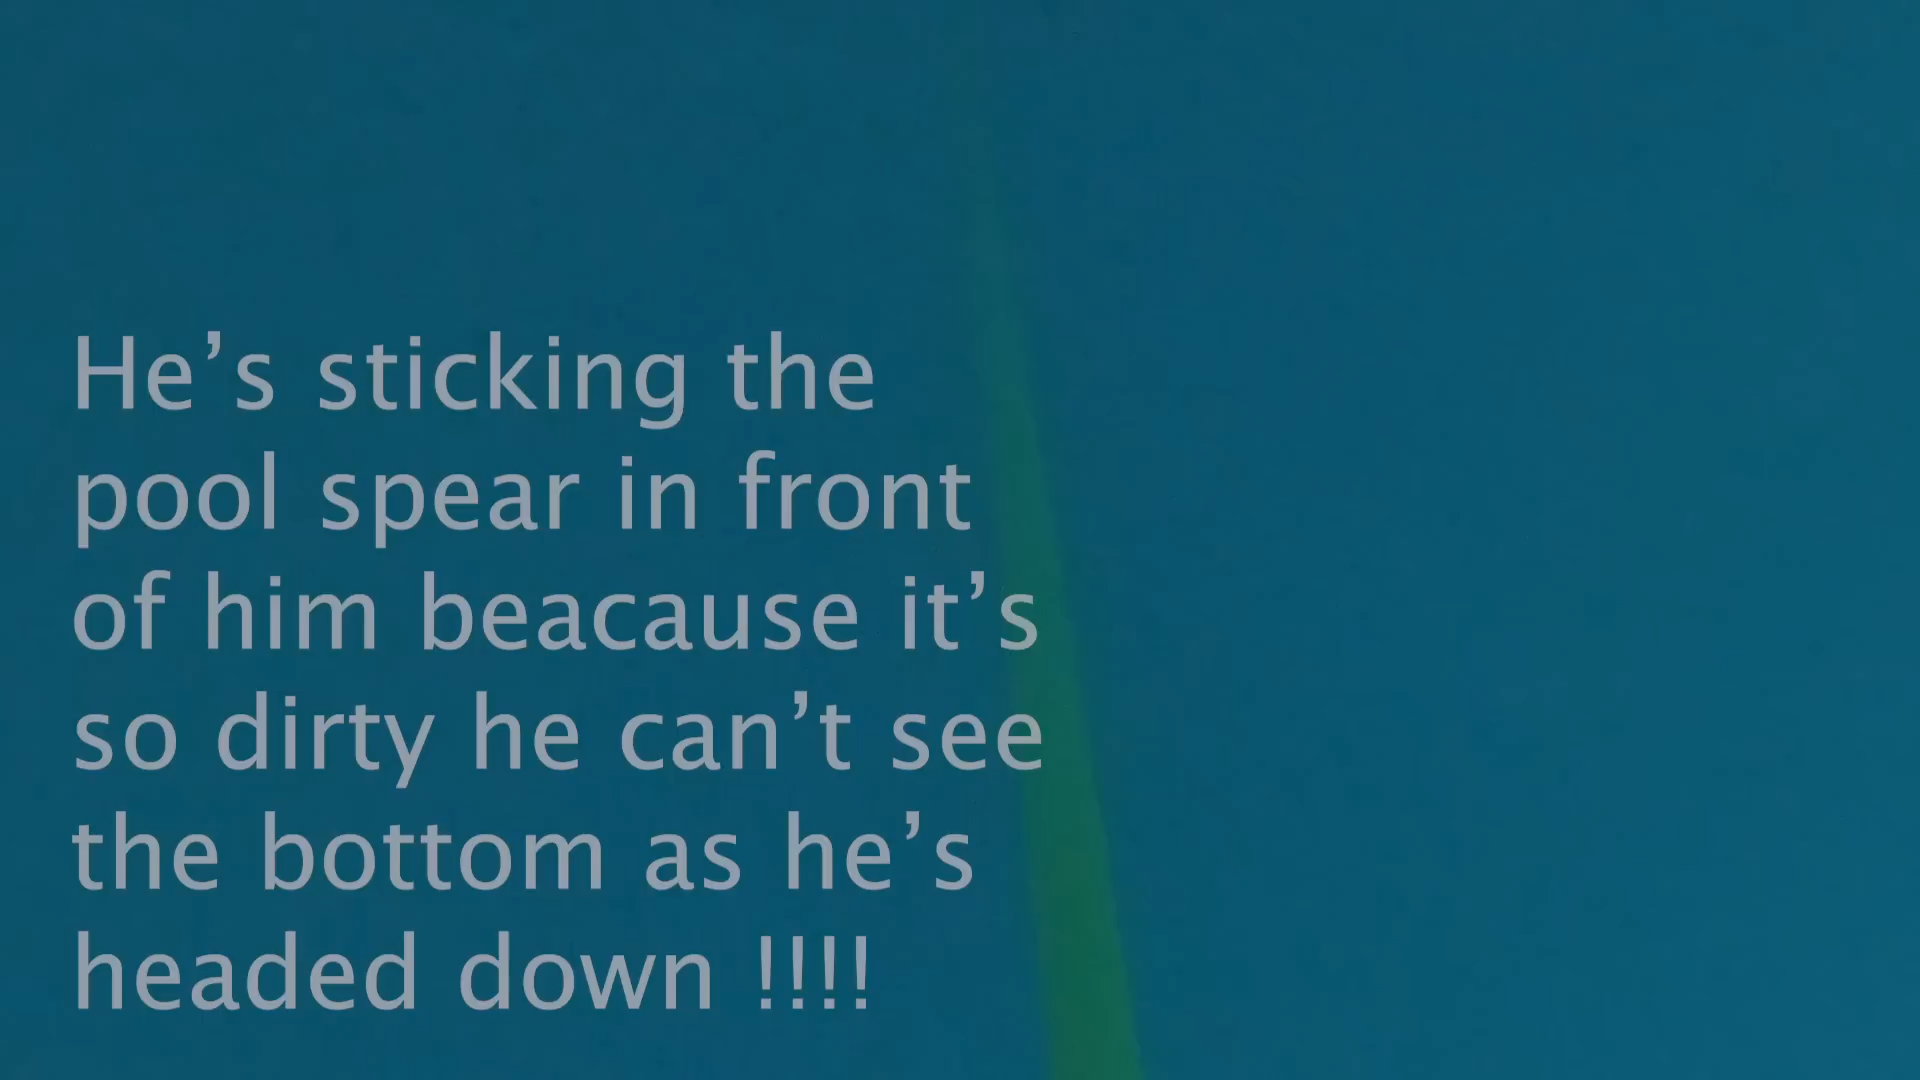 He’s sticking the
pool spear in front
of him beacause it’s
so dirty he can’t see
the bottom as he’s
headed down !!!!